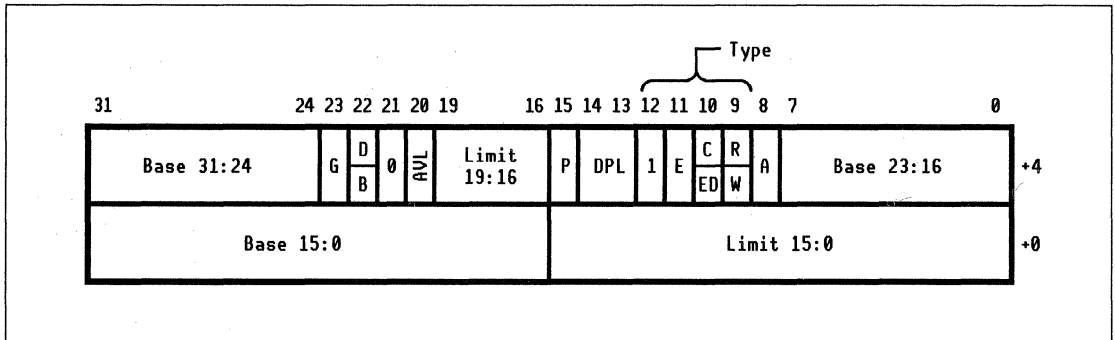 Type
31 24 23 22 21 20 19 16 15 14 13 12 11 10 9 8 7 0
Base 31:24 G D B 0 AVL Limit 19:16 P DPL 1 E C ED R W A Base 23:16 +4
Base 15:0 Limit 15:0 +0